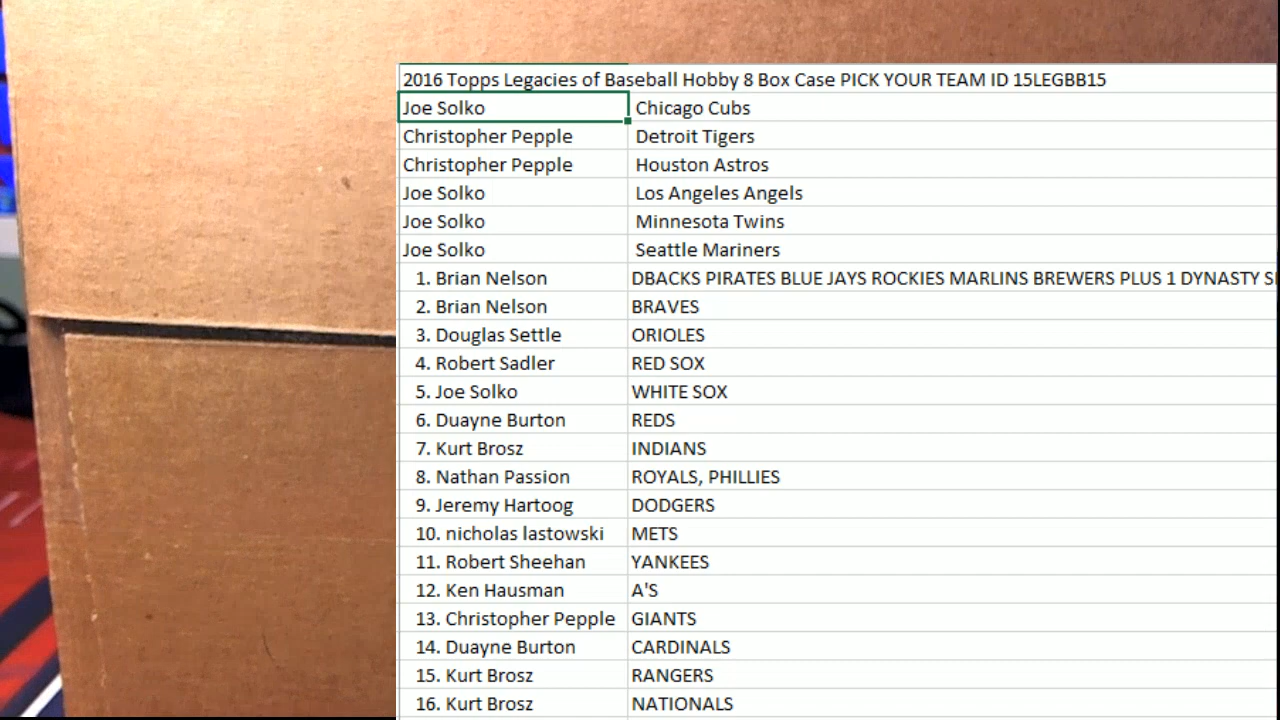 2016 Topps Legacies of Baseball Hobby 8 Box Case PICK YOUR TEAM ID 15LEGBB15
Joe Solko Chicago Cubs
Christopher Pepple Detroit Tigers
Christopher Pepple Houston Astros
Joe Solko Los Angeles Angels
Joe Solko Minnesota Twins
Joe Solko Seattle Mariners
1. Brian Nelson DBACKS PIRATES BLUE JAYS ROCKIES MARLINS BREWERS PLUS 1 DYNASTY
2. Brian Nelson BRAVES
3. Douglas Settle ORIOLES
4. Robert Sadler RED SOX
5. Joe Solko WHITE SOX
6. Duayne Burton REDS
7. Kurt Brosz INDIANS
8. Nathan Passion ROYALS, PHILLIES
9. Jeremy Hartoog DODGERS
10. nicholas lastowski METS
11. Robert Sheehan YANKEES
12. Ken Hausman A'S
13. Christopher Pepple GIANTS
14. Duayne Burton CARDINALS
15. Kurt Brosz RANGERS
16. Kurt Brosz NATIONALS